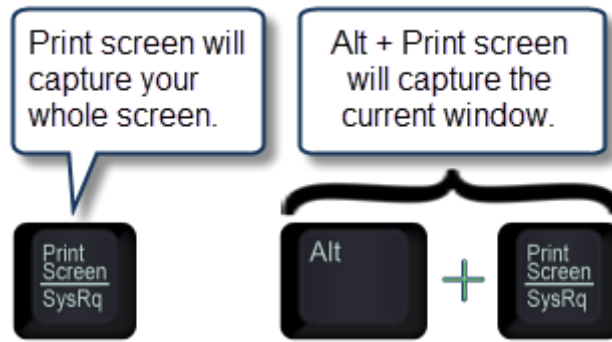 Print screen will
capture your
whole screen.
Alt + Print screen
will capture the
current window.
Print
Screen
SysRq
Alt
+
Print
Screen
SysRq